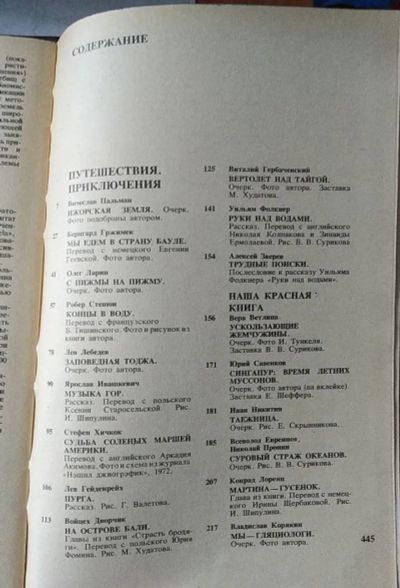 СОДЕРЖАНИЕ
ПУТЕШЕСТВИЯ.
ПРИКЛЮЧЕНИЯ
7 Вячеслав Пальман
ИЖОРСКАЯ ЗЕМЛЯ. Очерк.
Фото подобраны автором.
27 Бернгард Гржимек
МЫ ЕДЕМ В СТРАНУ БАУЛЕ.
Перевод с немецкого Евгении
Геевской. Фото автора.
41 Олег Ларин
С ПИЖМЫ НА ПИЖМУ.
Очерк. Фото автора.
57 Робер Стенюи
КОНЦЫ В ВОДУ.
Перевод с французского
Б. Гишинского. Фото и рисунок из
книги автора.
78 Лев Лебедев
ЗАПОВЕДНАЯ ТОДЖА.
Очерк. Фото автора.
90 Ярослав Ивашкевич
МУЗЫКА ГОР.
Рассказ. Перевод с польского
Ксении Старосельской. Рис.
И. Шипулина.
95 Стофен Хичкок
СУДЬБА СОЛЕНЫХ МАРШЕЙ
АМЕРИКИ.
Перевод с английского Аркадия
Акимова. Фото и схема из журнала
«Нэшнл джиогрэфик», 1972.
106 Лев Гейденрейх
ПУРГА.
Рассказ. Рис. Г. Валетова.
113 Войцех Дворчик
НА ОСТРОВЕ БАЛИ.
Главы из книги «Страсть бродя-
ги». Перевод с польского Юрия
Фомина. Рис. М. Худатова.
125 Виталий Гербаченский
ВЕРТОЛЕТ НАД ТАЙГОЙ.
Очерк. Фото автора. Заставка
М. Худатова.
141 Уильям Фолкнер
РУКИ НАД ВОДАМИ.
Рассказ. Перевод с английского
Николая Колпакова и Зинаиды
Ермолаевой. Рис. В. В. Сурикова
154 Алексей Зверев
ТРУДНЫЕ ПОИСКИ.
Послесловие к рассказу Уильяма
Фолкнера «Руки над водами».
НАША КРАСНАЯ
КНИГА
156 Вера Ветлина
УСКОЛЬЗАЮЩИЕ
ЖЕМЧУЖИНЫ.
Очерк. Фото И. Тункеля.
Заставка В. В. Сурикова.
171 Юрий Савенков
СИНГАПУР: ВРЕМЯ ЛЕТНИХ
МУССОНОВ.
Очерк. Фото автора (на вклейке).
Заставка Е. Шеффера.
181 Иван Никитин
ТАЕЖНИЦА.
Очерк. Рис. Е. Скрынникова.
185 Всеволод Евреинов,
Николай Пронин
СУРОВЫЙ СТРАЖ ОКЕАНОВ.
Очерк. Рис. В. В. Сурикова.
207 Конрад Лоренц
МАРТИНА — ГУСЕНОК.
Глава из книги. Перевод с немец-
кого Ирины Щербаковой. Рис.
И. Шипулина.
217 Владислав Корякин
МЫ — ГЛЯЦИОЛОГИ.
Очерк. Фото автора.
445